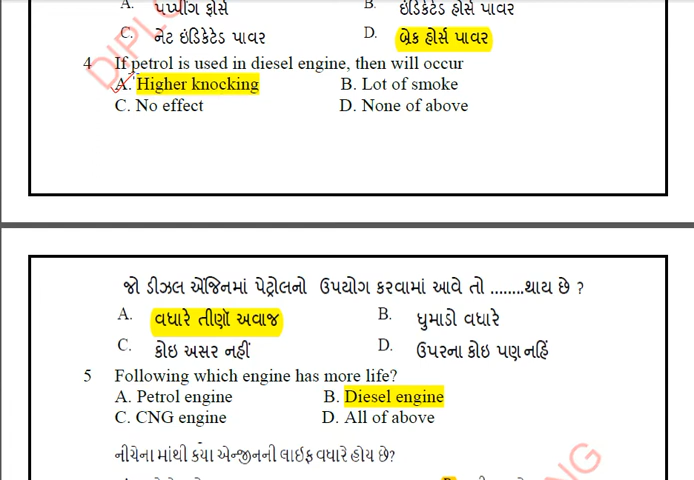 A. પમ્પીંગ ફોર્સ B. ઇંડિકેટેડ હોર્સ પાવર
C. નેટ ઇંડિકેટેડ પાવર D. બ્રેક હોર્સ પાવર
4 If petrol is used in diesel engine, then will occur
A. Higher knocking B. Lot of smoke
C. No effect D. None of above
જો ડીઝલ એંજિનમાં પેટ્રોલનો ઉપયોગ કરવામાં આવે તો ........થાય છે ?
A. વધારે તીણૉ અવાજ B. ધુમાડો વધારે
C. કોઇ અસર નહીં D. ઉપરના કોઇ પણ નહિં
5 Following which engine has more life?
A. Petrol engine B. Diesel engine
C. CNG engine D. All of above
નીચેના માંથી કયા એન્જીનની લાઇફ વધારે હોય છે?